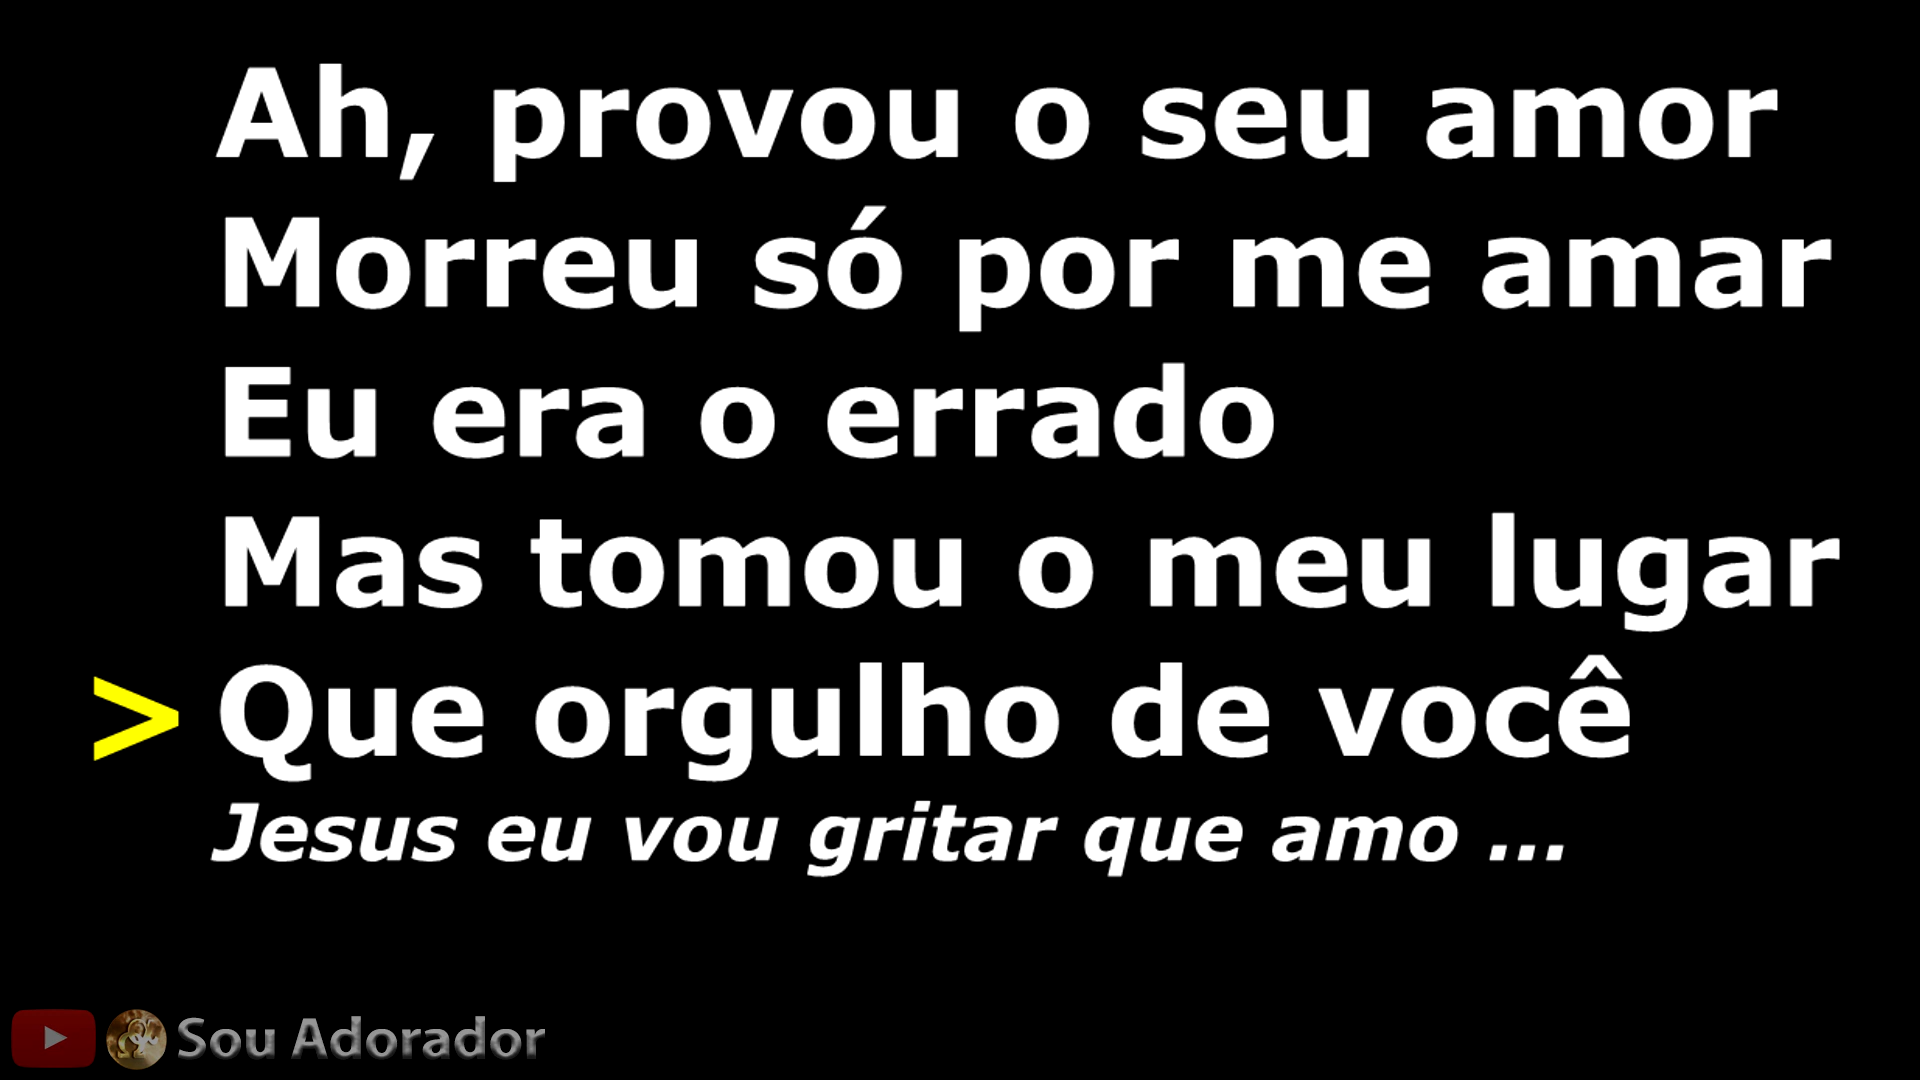 Ah, provou o seu amor
Morreu só por me amar
Eu era o errado
Mas tomou o meu lugar
> Que orgulho de você
Jesus eu vou gritar que amo ...
Sou Adorador